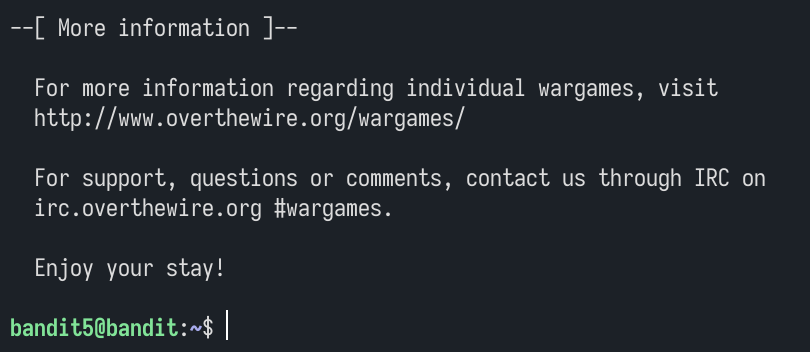 --[ More information ]--
For more information regarding individual wargames, visit
http://www.overthewire.org/wargames/
For support, questions or comments, contact us through IRC on
irc.overthewire.org #wargames.
Enjoy your stay!
bandit5@bandit:~$